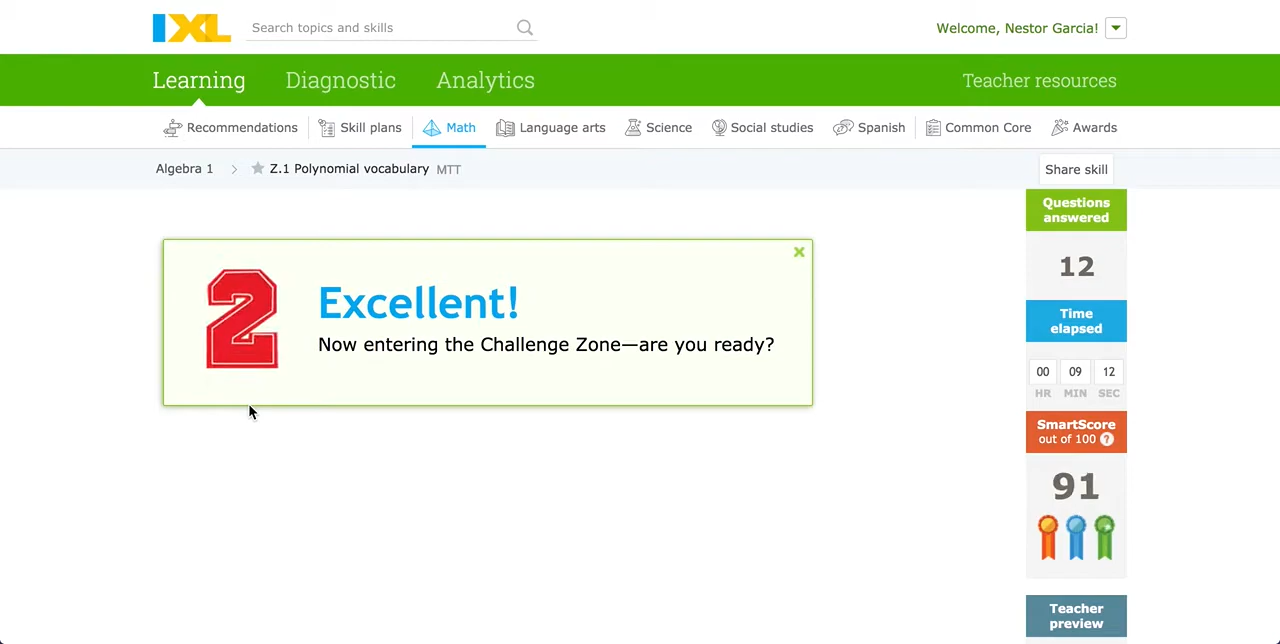 IXL
Search topics and skills
Welcome, Nestor Garcia!
Learning Diagnostic Analytics Teacher resources
Recommendations Skill plans Math Language arts Science Social studies Spanish Common Core Awards
Algebra 1 > Z.1 Polynomial vocabulary MTT
Share skill
2
Excellent!
Now entering the Challenge Zone—are you ready?
Questions
answered
12
Time
elapsed
00 09 12
HR MIN SEC
SmartScore
out of 100 ?
91
Teacher
preview